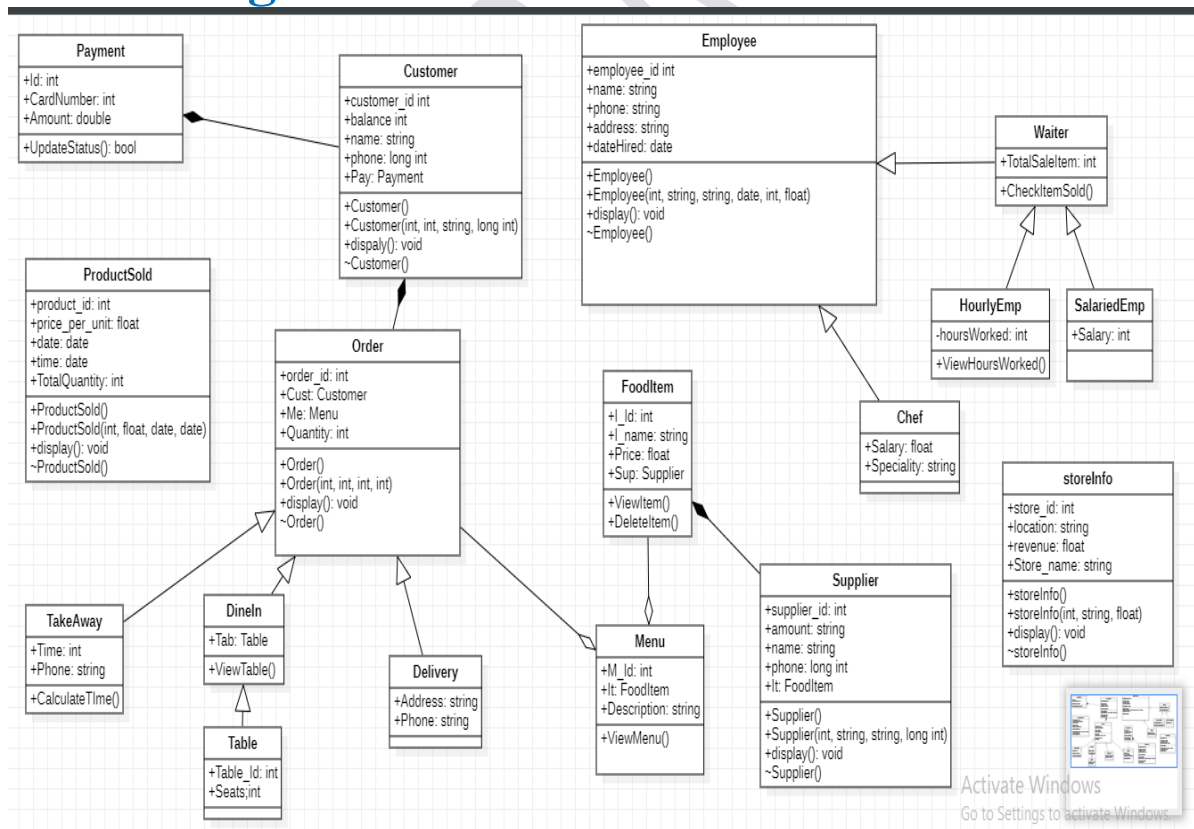 Payment
+Id: int
+CardNumber: int
+Amount: double
+UpdateStatus(): bool
Customer
+customer_id int
+balance int
+name: string
+phone: long int
+Pay: Payment
+Customer()
+Customer(int, int, string, long int)
+dispaly(): void
~Customer()
Employee
+employee_id int
+name: string
+phone: string
+address: string
+dateHired: date
+Employee()
+Employee(int, string, string, date, int, float)
+display(): void
~Employee()
Waiter
+TotalSaleItem: int
+CheckItemSold()
ProductSold
+product_id: int
+price_per_unit: float
+date: date
+time: date
+TotalQuantity: int
+ProductSold()
+ProductSold(int, float, date, date)
+display(): void
~ProductSold()
Order
+order_id: int
+Cust: Customer
+Me: Menu
+Quantity: int
+Order()
+Order(int, int, int, int)
+display(): void
~Order()
HourlyEmp
-hoursWorked: int
+ViewHoursWorked()
SalariedEmp
+Salary: int
FoodItem
+I_Id: int
+I_name: string
+Price: float
+Sup: Supplier
+ViewItem()
+DeleteItem()
Chef
+Salary: float
+Speciality: string
storeInfo
+store_id: int
+location: string
+revenue: float
+Store_name: string
+storeInfo()
+storeInfo(int, string, float)
+display(): void
~storeInfo()
TakeAway
+Time: int
+Phone: string
+CalculateTIme()
DineIn
+Tab: Table
+ViewTable()
Delivery
+Address: string
+Phone: string
Menu
+M_Id: int
+It: FoodItem
+Description: string
+ViewMenu()
Supplier
+supplier_id: int
+amount: string
+name: string
+phone: long int
+It: FoodItem
+Supplier()
+Supplier(int, string, string, long int)
+display(): void
~Supplier()
Table
+Table_Id: int
+Seats;int
Activate Windows
Go to Settings to activate Windows.